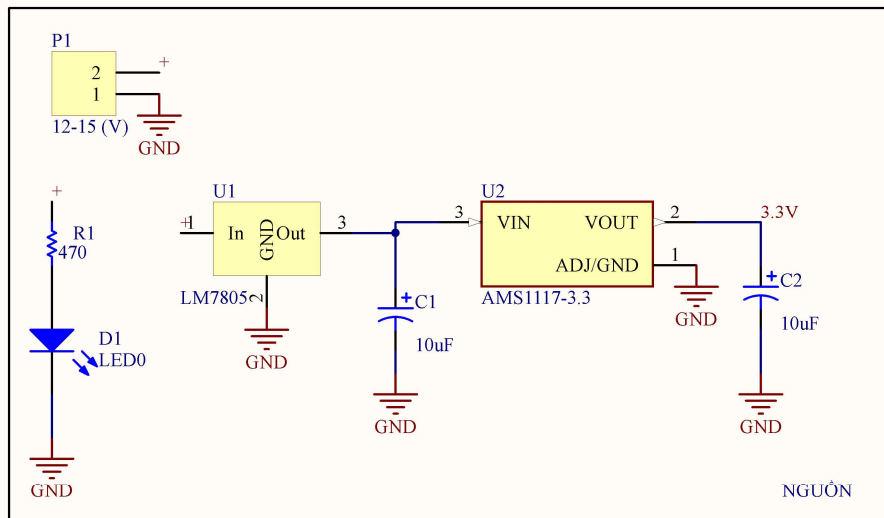 P1
2
+
1
12-15 (V)
GND
+
R1
470
D1
LED0
GND
U1
+
1
In
GND
Out
3
2
LM7805
GND
C1
+
10uF
GND
U2
3
VIN
VOUT
2
3.3V
ADJ/GND
1
AMS1117-3.3
GND
+
C2
10uF
GND
NGUỒN